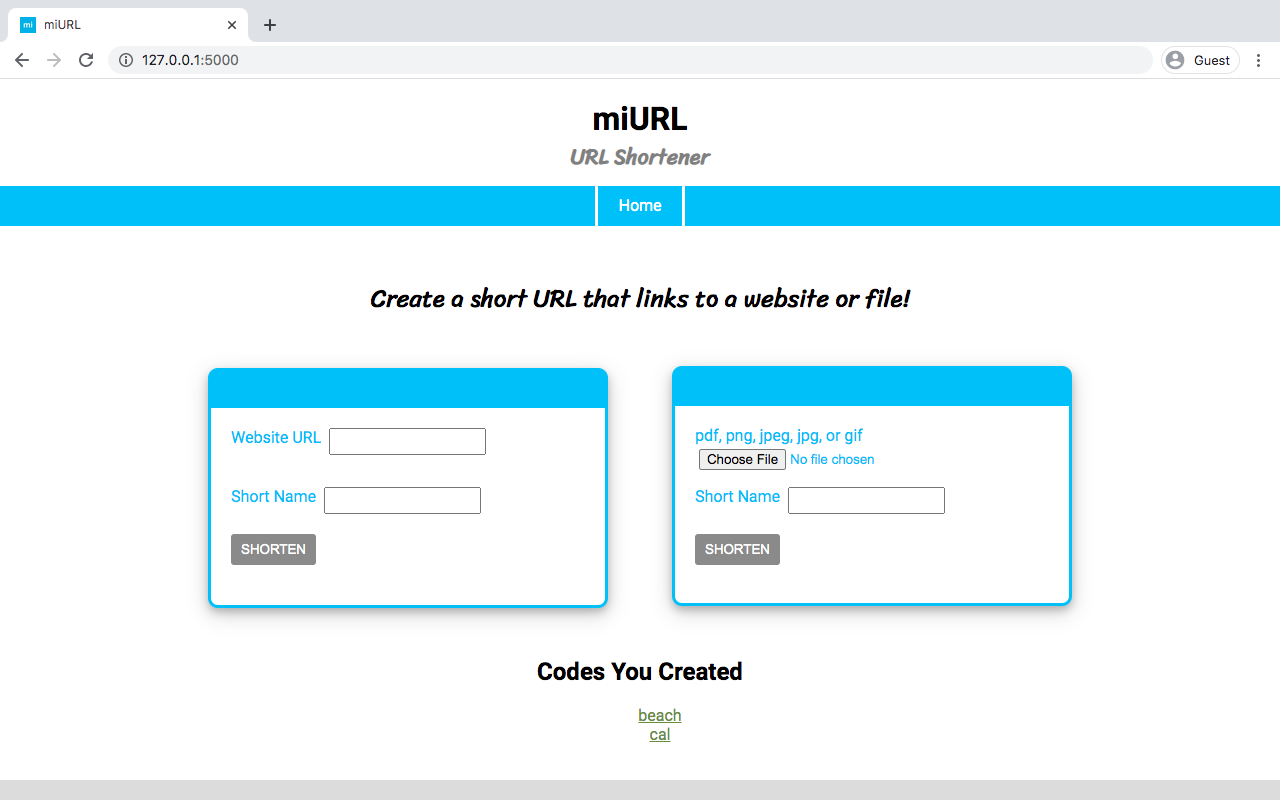 mi miURL
127.0.0.1:5000 Guest
miURL
URL Shortener
Home
Create a short URL that links to a website or file!
Website URL
Short Name
SHORTEN
pdf, png, jpeg, jpg, or gif
Choose File No file chosen
Short Name
SHORTEN
Codes You Created
beach
cal